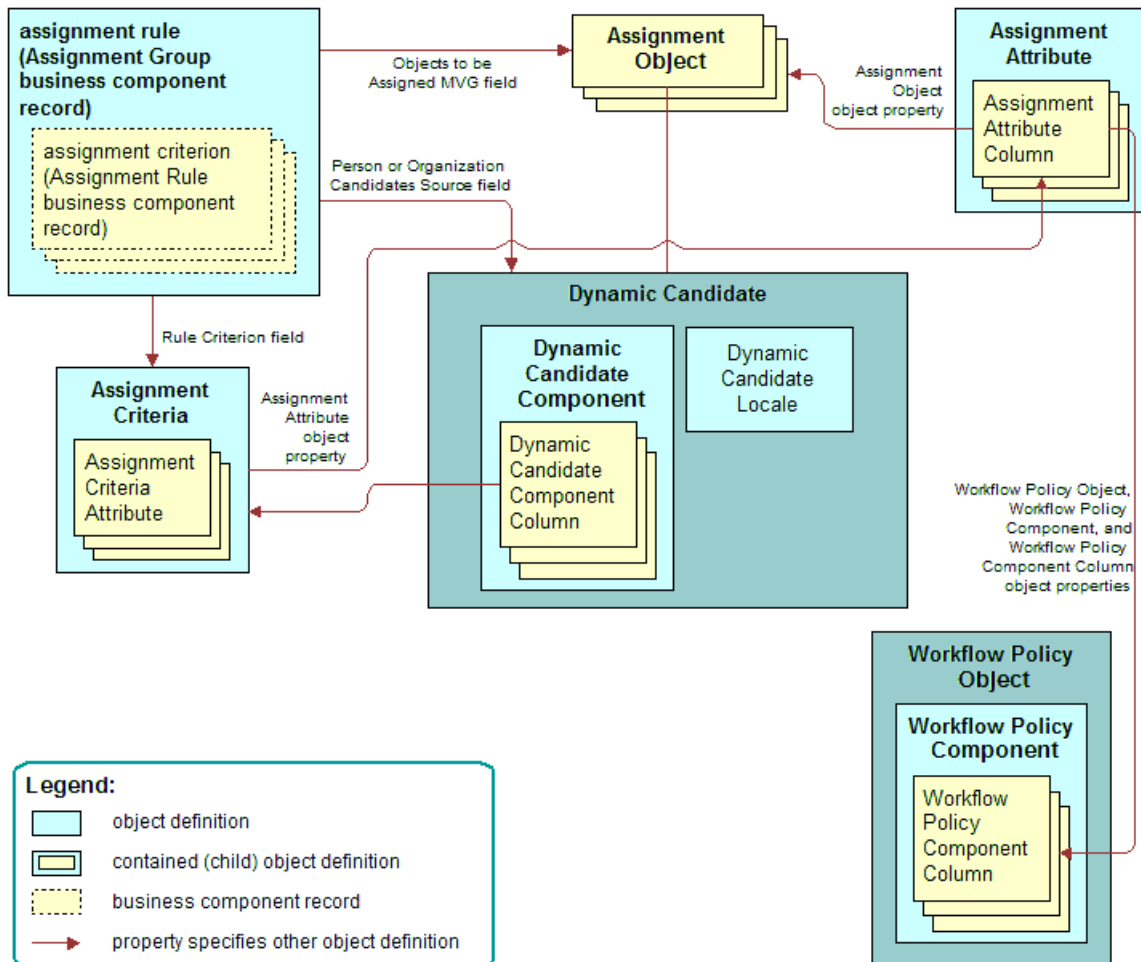 assignment rule
(Assignment Group
business component
record)
assignment criterion
(Assignment Rule
business component
record)
Objects to be
Assigned MVG field
Assignment
Object
Assignment
Object
object property
Assignment
Attribute
Assignment
Attribute
Column
Person or Organization
Candidates Source field
Rule Criterion field
Assignment
Criteria
Assignment
Criteria
Attribute
Assignment
Attribute
object
property
Dynamic Candidate
Dynamic
Candidate
Component
Dynamic
Candidate
Component
Column
Dynamic
Candidate
Locale
Workflow Policy Object,
Workflow Policy
Component, and
Workflow Policy
Component Column
object properties
Workflow Policy
Object
Workflow Policy
Component
Workflow
Policy
Component
Column
Legend:
object definition
contained (child) object definition
business component record
property specifies other object definition